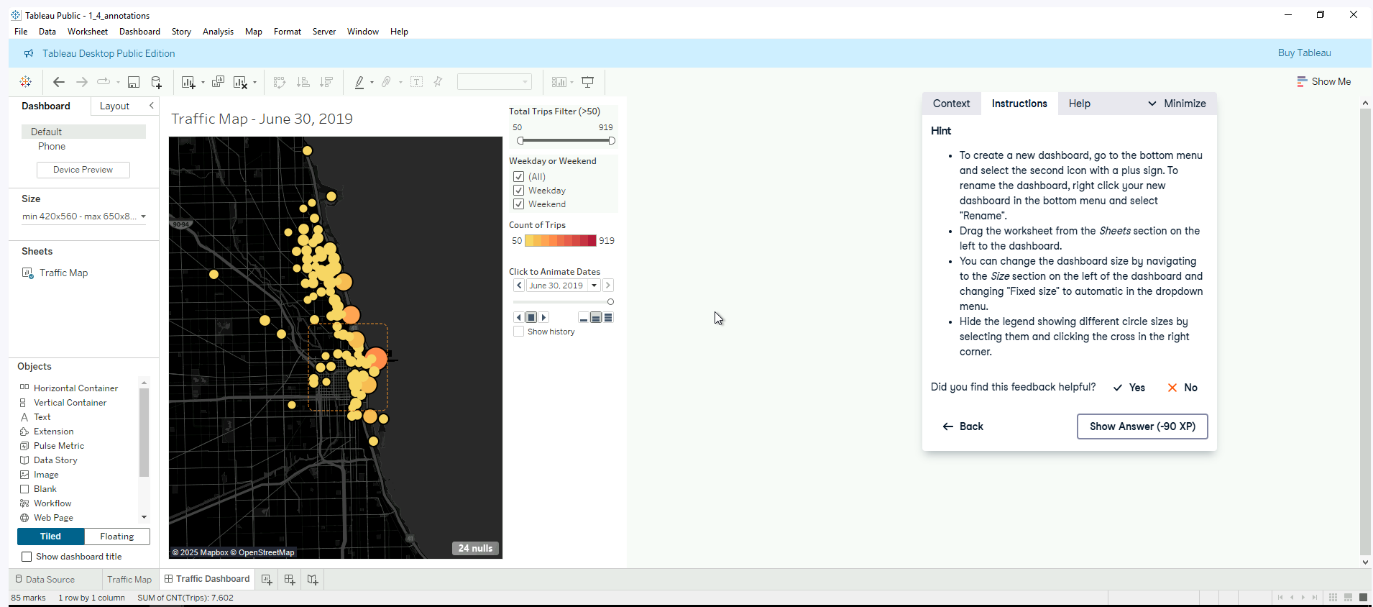 Tableau Public - 1_4_annotations
File Data Worksheet Dashboard Story Analysis Map Format Server Window Help
Tableau Desktop Public Edition
Buy Tableau
Show Me
Dashboard Layout
Default
Phone
Device Preview
Size
min 420x560 - max 650x8...
Sheets
Traffic Map
Objects
Horizontal Container
Vertical Container
Text
Extension
Pulse Metric
Data Story
Image
Blank
Workflow
Web Page
Tiled Floating
Show dashboard title
Traffic Map - June 30, 2019
© 2025 Mapbox © OpenStreetMap
24 nulls
Total Trips Filter (>50)
50 919
Weekday or Weekend
(All)
Weekday
Weekend
Count of Trips
50 919
Click to Animate Dates
June 30, 2019
Show history
Context Instructions Help Minimize
Hint
• To create a new dashboard, go to the bottom menu
and select the second icon with a plus sign. To
rename the dashboard, right click your new
dashboard in the bottom menu and select
"Rename".
• Drag the worksheet from the Sheets section on the
left to the dashboard.
• You can change the dashboard size by navigating
to the Size section on the left of the dashboard and
changing "Fixed size" to automatic in the dropdown
menu.
• Hide the legend showing different circle sizes by
selecting them and clicking the cross in the right
corner.
Did you find this feedback helpful? Yes No
Back Show Answer (-90 XP)
Data Source Traffic Map Traffic Dashboard
85 marks 1 row by 1 column SUM of CNT(Trips): 7,602